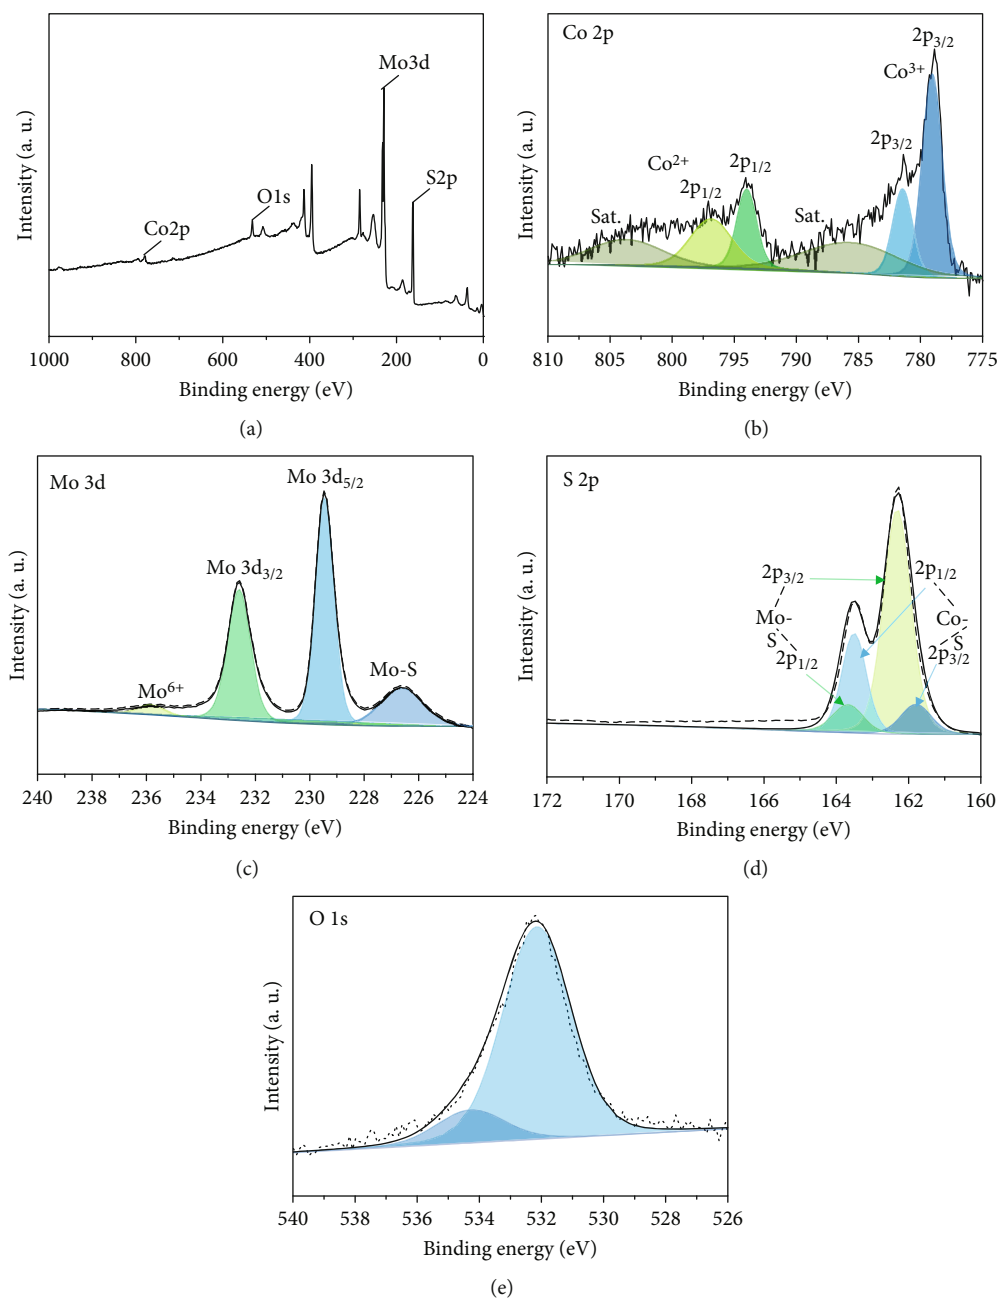 Mo3d
S2p
O1s
Co2p
Intensity (a. u.)
1000 800 600 400 200 0
Binding energy (eV)
(a)
Co 2p
2p3/2
Co3+
2p3/2
Co2+
2p1/2
2p1/2
Sat.
Sat.
Intensity (a. u.)
810 805 800 794 790 785 780 775
Binding energy (eV)
(b)
Mo 3d
Mo 3d5/2
Mo 3d3/2
Mo-S
Mo6+
Intensity (a. u.)
240 238 236 234 232 230 229 226 224
Binding energy (eV)
(c)
S 2p
2p3/2
2p1/2
Mo-
S
Co-
S
2p1/2
2p3/2
Intensity (a. u.)
172 170 168 166 164 162 160
Binding energy (eV)
(d)
O 1s
Intensity (a. u.)
540 538 536 534 532 530 528 526
Binding energy (eV)
(e)